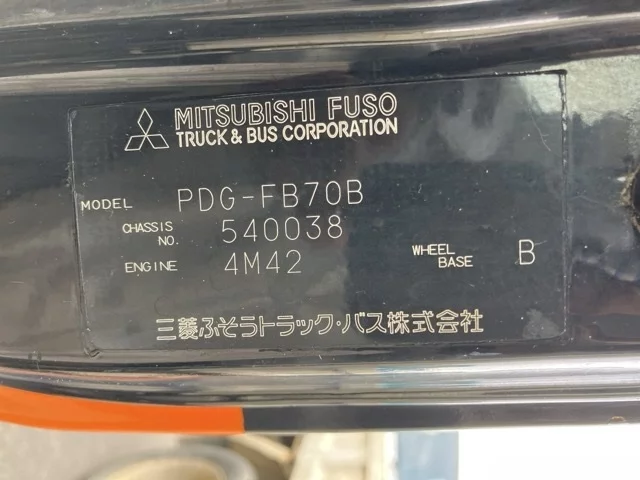 MITSUBISHI FUSO
TRUCK & BUS CORPORATION
MODEL PDG-FB70B
CHASSIS NO. 540038
ENGINE 4M42
WHEEL BASE B
三菱ふそうトラック・バス株式会社